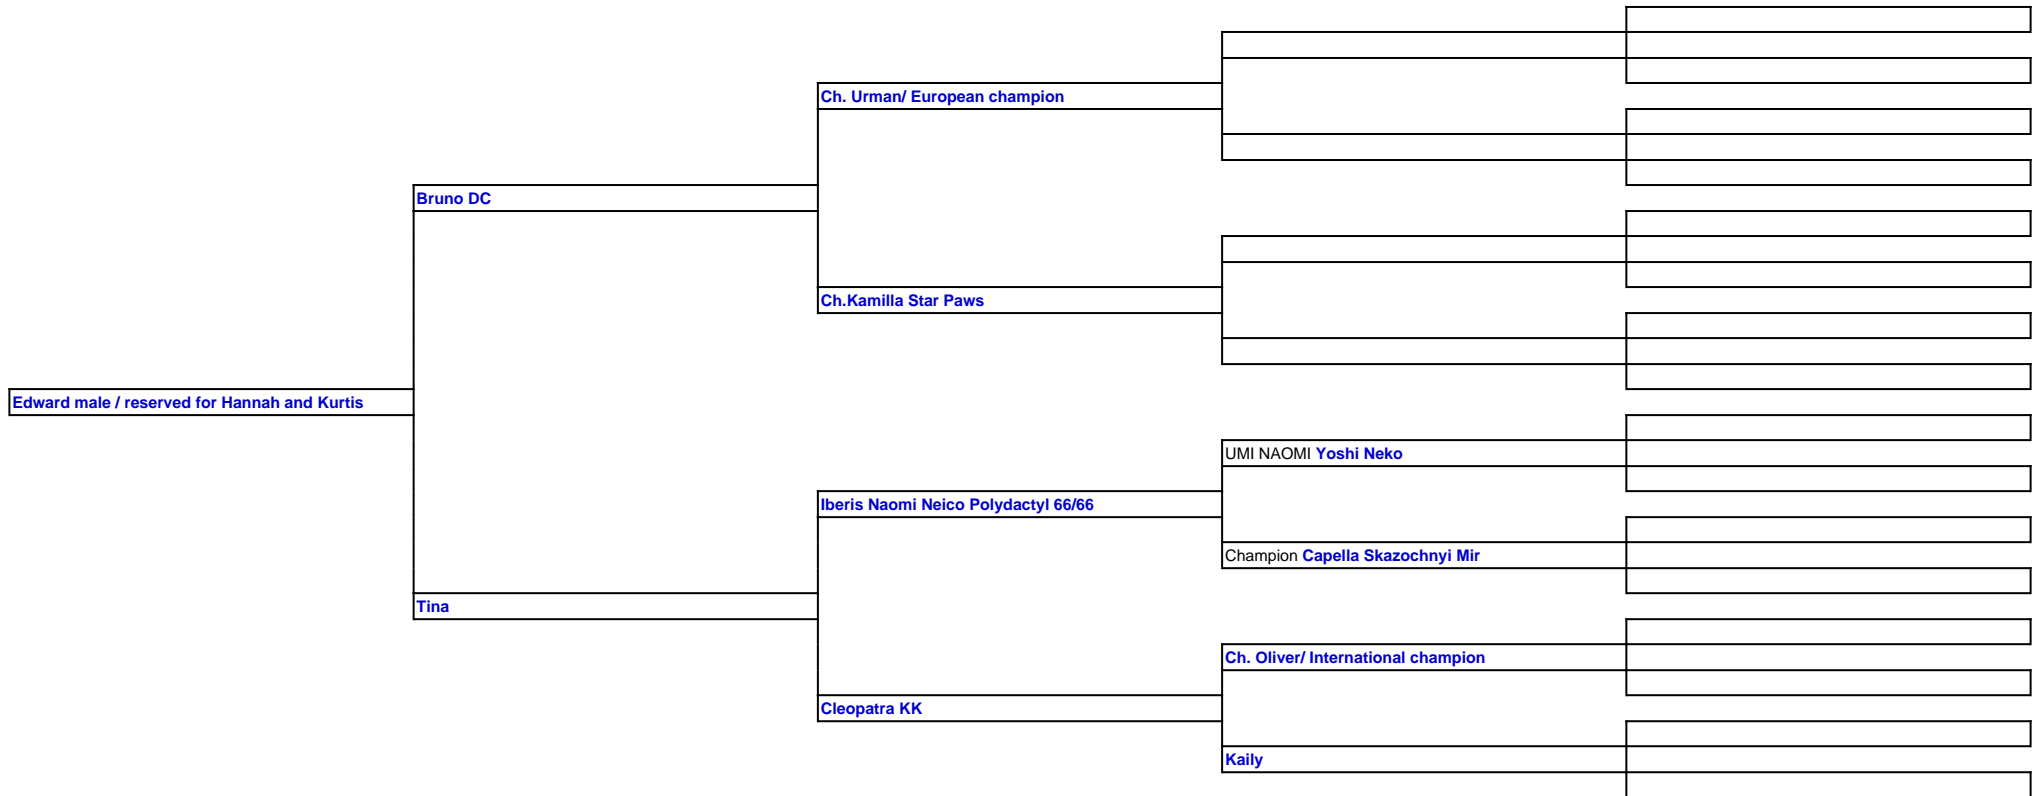 Ch. Urman/ European champion
Bruno DC
Ch.Kamilla Star Paws
Edward male / reserved for Hannah and Kurtis
UMI NAOMI Yoshi Neko
Iberis Naomi Neico Polydactyl 66/66
Champion Capella Skazochnyi Mir
Tina
Ch. Oliver/ International champion
Cleopatra KK
Kaily